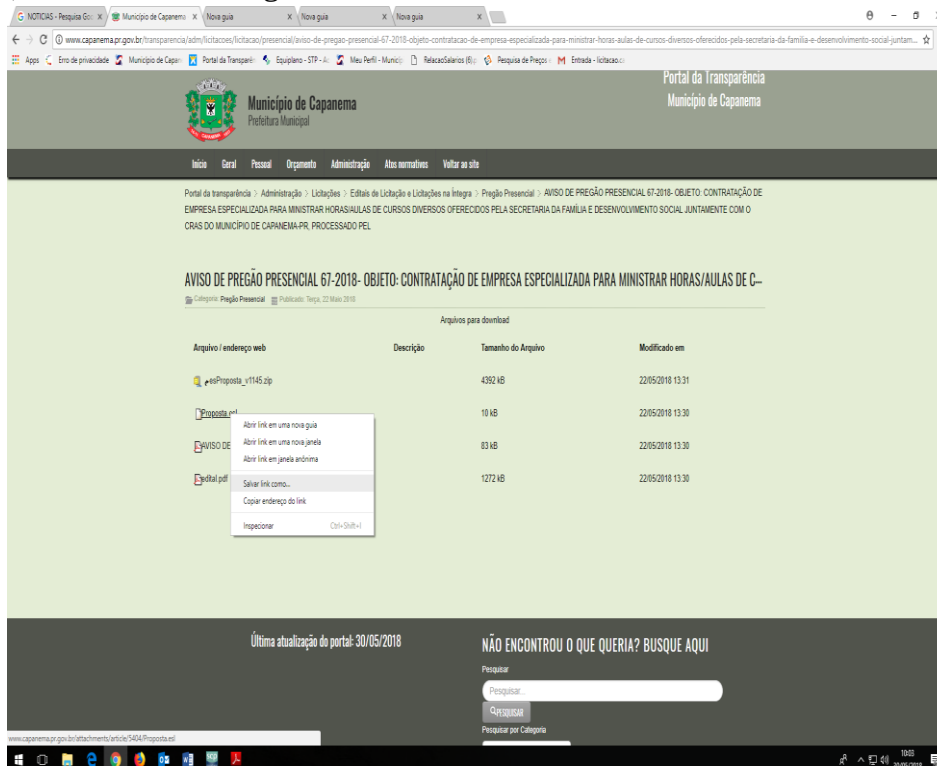 NOTICIAS - Pesquisa Go
Município de Capanema
Nova guia
Nova guia
Nova guia
www.capanema.pr.gov.br/transparencia/adm/licitacoes/licitacao/presencial/aviso-de-pregao-presencial-67-2018-objeto-contratacao-de-empresa-especializada-para-ministrar-horas-aulas-de-cursos-diversos-oferecidos-pela-secretaria-da-familia-e-desenvolvimento-social-juntam...
Apps
Erro de privacidade
Município de Capan
Portal da Transparên
Equiplano - STP - Ac
Meu Perfil - Municíp
RelacaoSalarios (6).p
Pesquisa de Preços
Entrada - licitacao.c
Portal da Transparência
Município de Capanema
Município de Capanema
Prefeitura Municipal
Início Geral Pessoal Orçamento Administração Atos normativos Voltar ao site
Portal da transparência > Administração > Licitações > Editais de Licitação e Licitações na Íntegra > Pregão Presencial > AVISO DE PREGÃO PRESENCIAL 67-2018- OBJETO: CONTRATAÇÃO DE
EMPRESA ESPECIALIZADA PARA MINISTRAR HORAS/AULAS DE CURSOS DIVERSOS OFERECIDOS PELA SECRETARIA DA FAMÍLIA E DESENVOLVIMENTO SOCIAL JUNTAMENTE COM O
CRAS DO MUNICÍPIO DE CAPANEMA-PR, PROCESSADO PEL
AVISO DE PREGÃO PRESENCIAL 67-2018- OBJETO: CONTRATAÇÃO DE EMPRESA ESPECIALIZADA PARA MINISTRAR HORAS/AULAS DE C...
Categoria: Pregão Presencial Publicado: Terça, 22 Maio 2018
Arquivos para download
Arquivo / endereço web Descrição Tamanho do Arquivo Modificado em
esProposta_v1145.zip 4392 kB 22/05/2018 13:31
Proposta.esl 10 kB 22/05/2018 13:30
AVISO DE 83 kB 22/05/2018 13:30
edital.pdf 1272 kB 22/05/2018 13:30
Abrir link em uma nova guia
Abrir link em uma nova janela
Abrir link em janela anônima
Salvar link como...
Copiar endereço do link
Inspecionar Ctrl+Shift+I
Última atualização do portal: 30/05/2018
NÃO ENCONTROU O QUE QUERIA? BUSQUE AQUI
Pesquisar
Pesquisar...
PESQUISAR
Pesquisar por Categoria
www.capanema.pr.gov.br/attachments/article/5404/Proposta.esl
10:03
30/05/2018